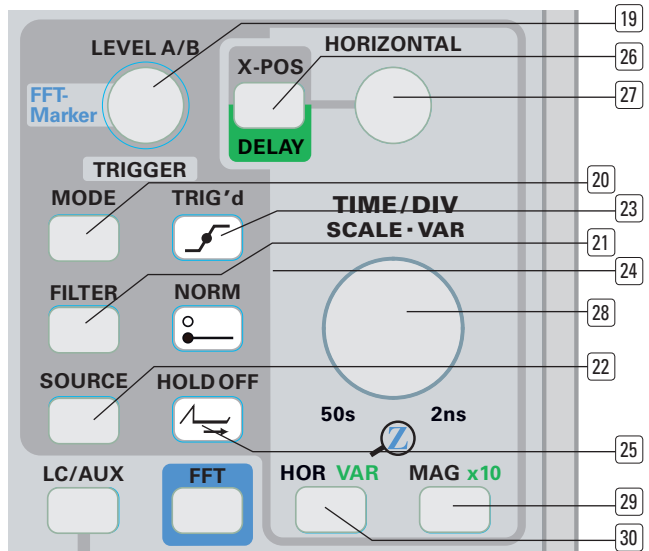 19
LEVEL A/B
HORIZONTAL
X-POS
26
FFT-
Marker
27
DELAY
TRIGGER
MODE
TRIG'd
20
TIME/DIV
SCALE · VAR
23
21
FILTER
NORM
24
28
SOURCE
HOLD OFF
22
50s
2ns
Z
25
LC/AUX
FFT
HOR VAR
MAG x10
29
30